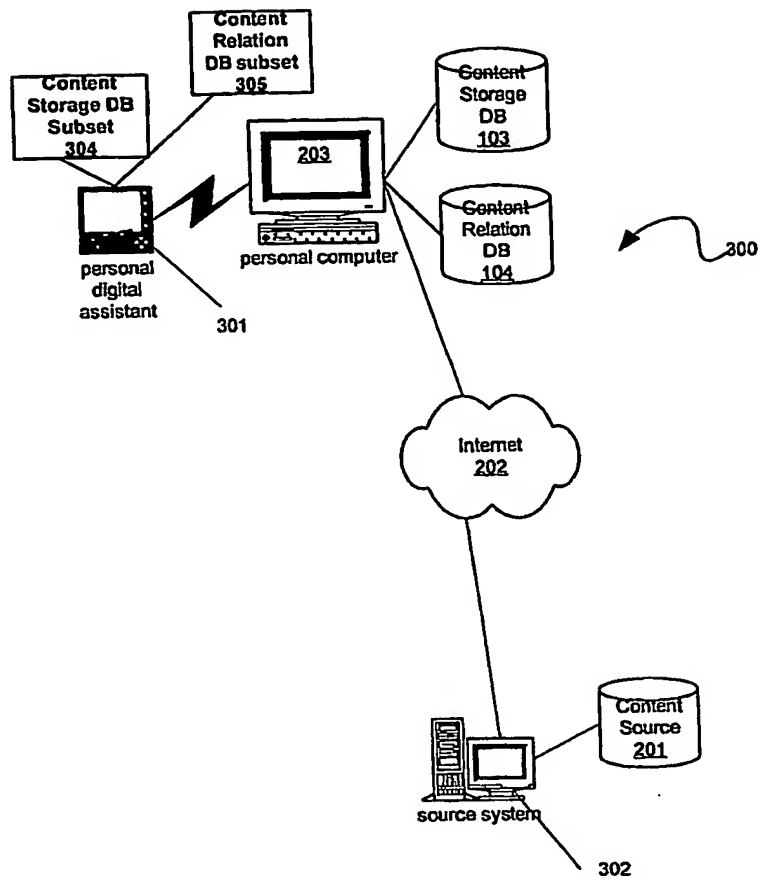 Content
Relation
DB subset
305
Content
Storage DB
Subset
304
203
Content
Storage
DB
103
Content
Relation
DB
104
300
personal computer
personal
digital
assistant
301
Internet
202
Content
Source
201
source system
302